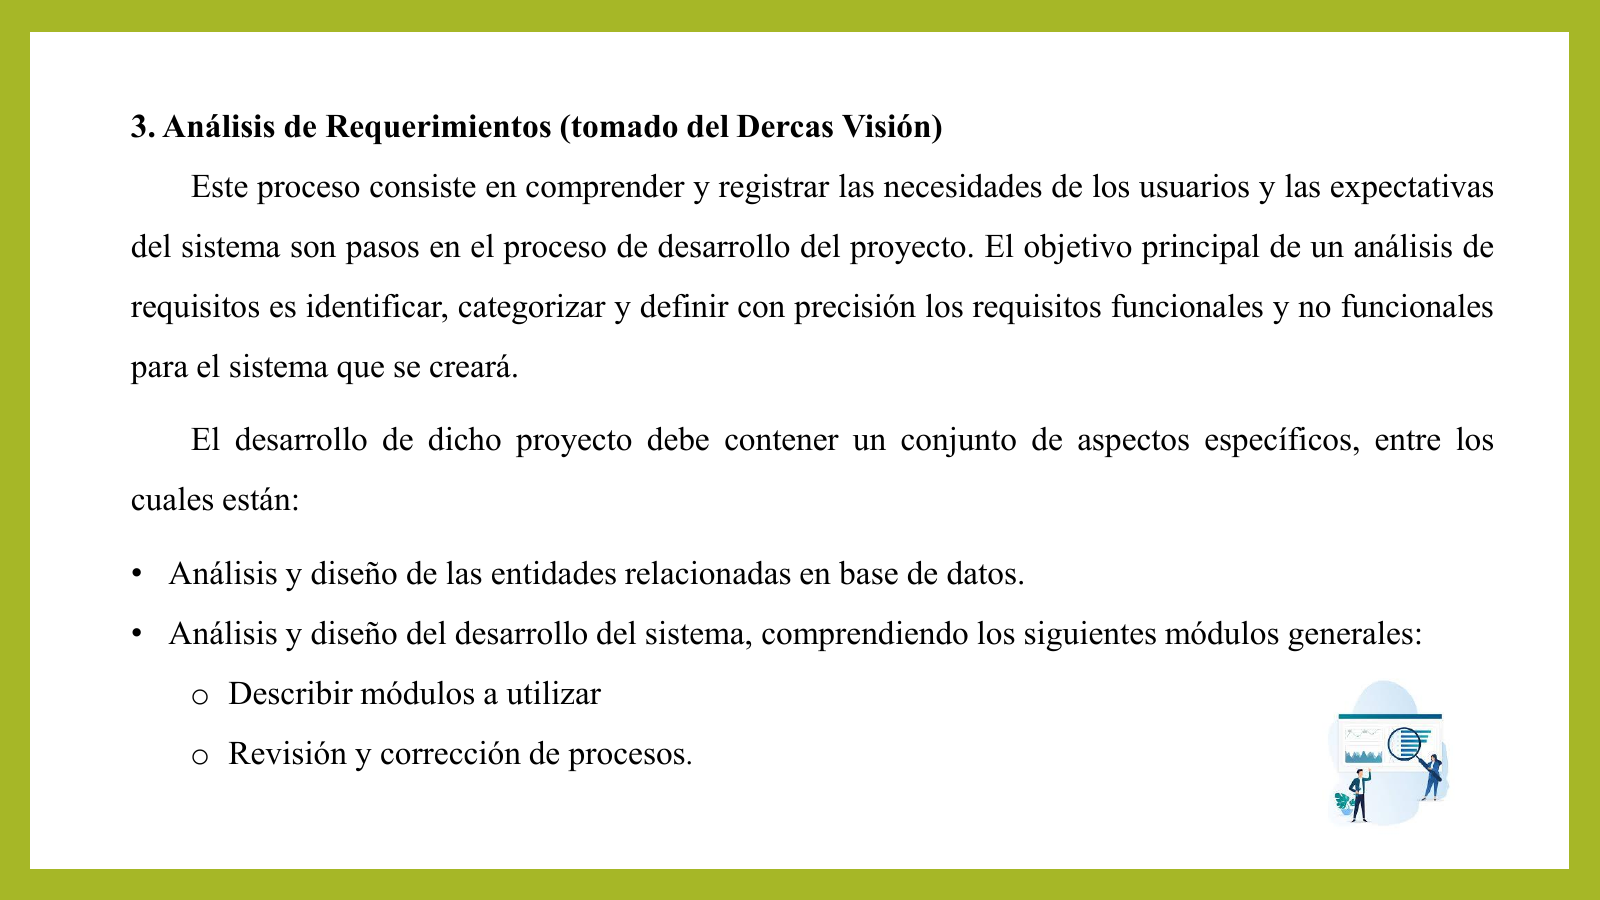 3. Análisis de Requerimientos (tomado del Dercas Visión)
Este proceso consiste en comprender y registrar las necesidades de los usuarios y las expectativas
del sistema son pasos en el proceso de desarrollo del proyecto. El objetivo principal de un análisis de
requisitos es identificar, categorizar y definir con precisión los requisitos funcionales y no funcionales
para el sistema que se creará.
El desarrollo de dicho proyecto debe contener un conjunto de aspectos específicos, entre los
cuales están:
• Análisis y diseño de las entidades relacionadas en base de datos.
• Análisis y diseño del desarrollo del sistema, comprendiendo los siguientes módulos generales:
o Describir módulos a utilizar
o Revisión y corrección de procesos.